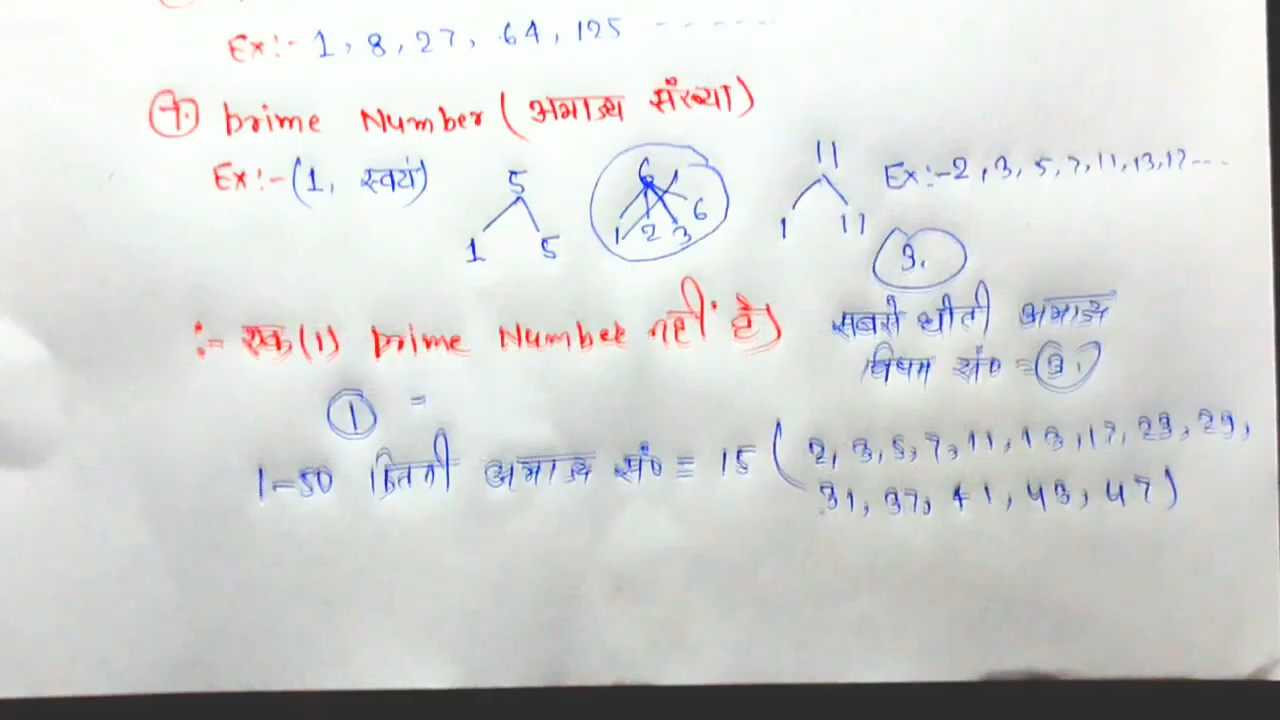 Ex:- 1, 8, 27, 64, 125 -------
7. prime Number (अभाज्य संख्या)
Ex:- (1, स्वयं)
5
1 5
6
1 2 3 6
11
1 11
Ex:-2,3,5,7,11,13,17---
3.
:- एक(1) prime Number नहीं है)
सबसे छोटी अभाज्य
विषम सं० = 3.
1 =
1-50 कितनी अभाज्य सं० = 15 (2, 3, 5, 7, 11, 13, 17, 23, 29,
31, 37, 41, 43, 47)